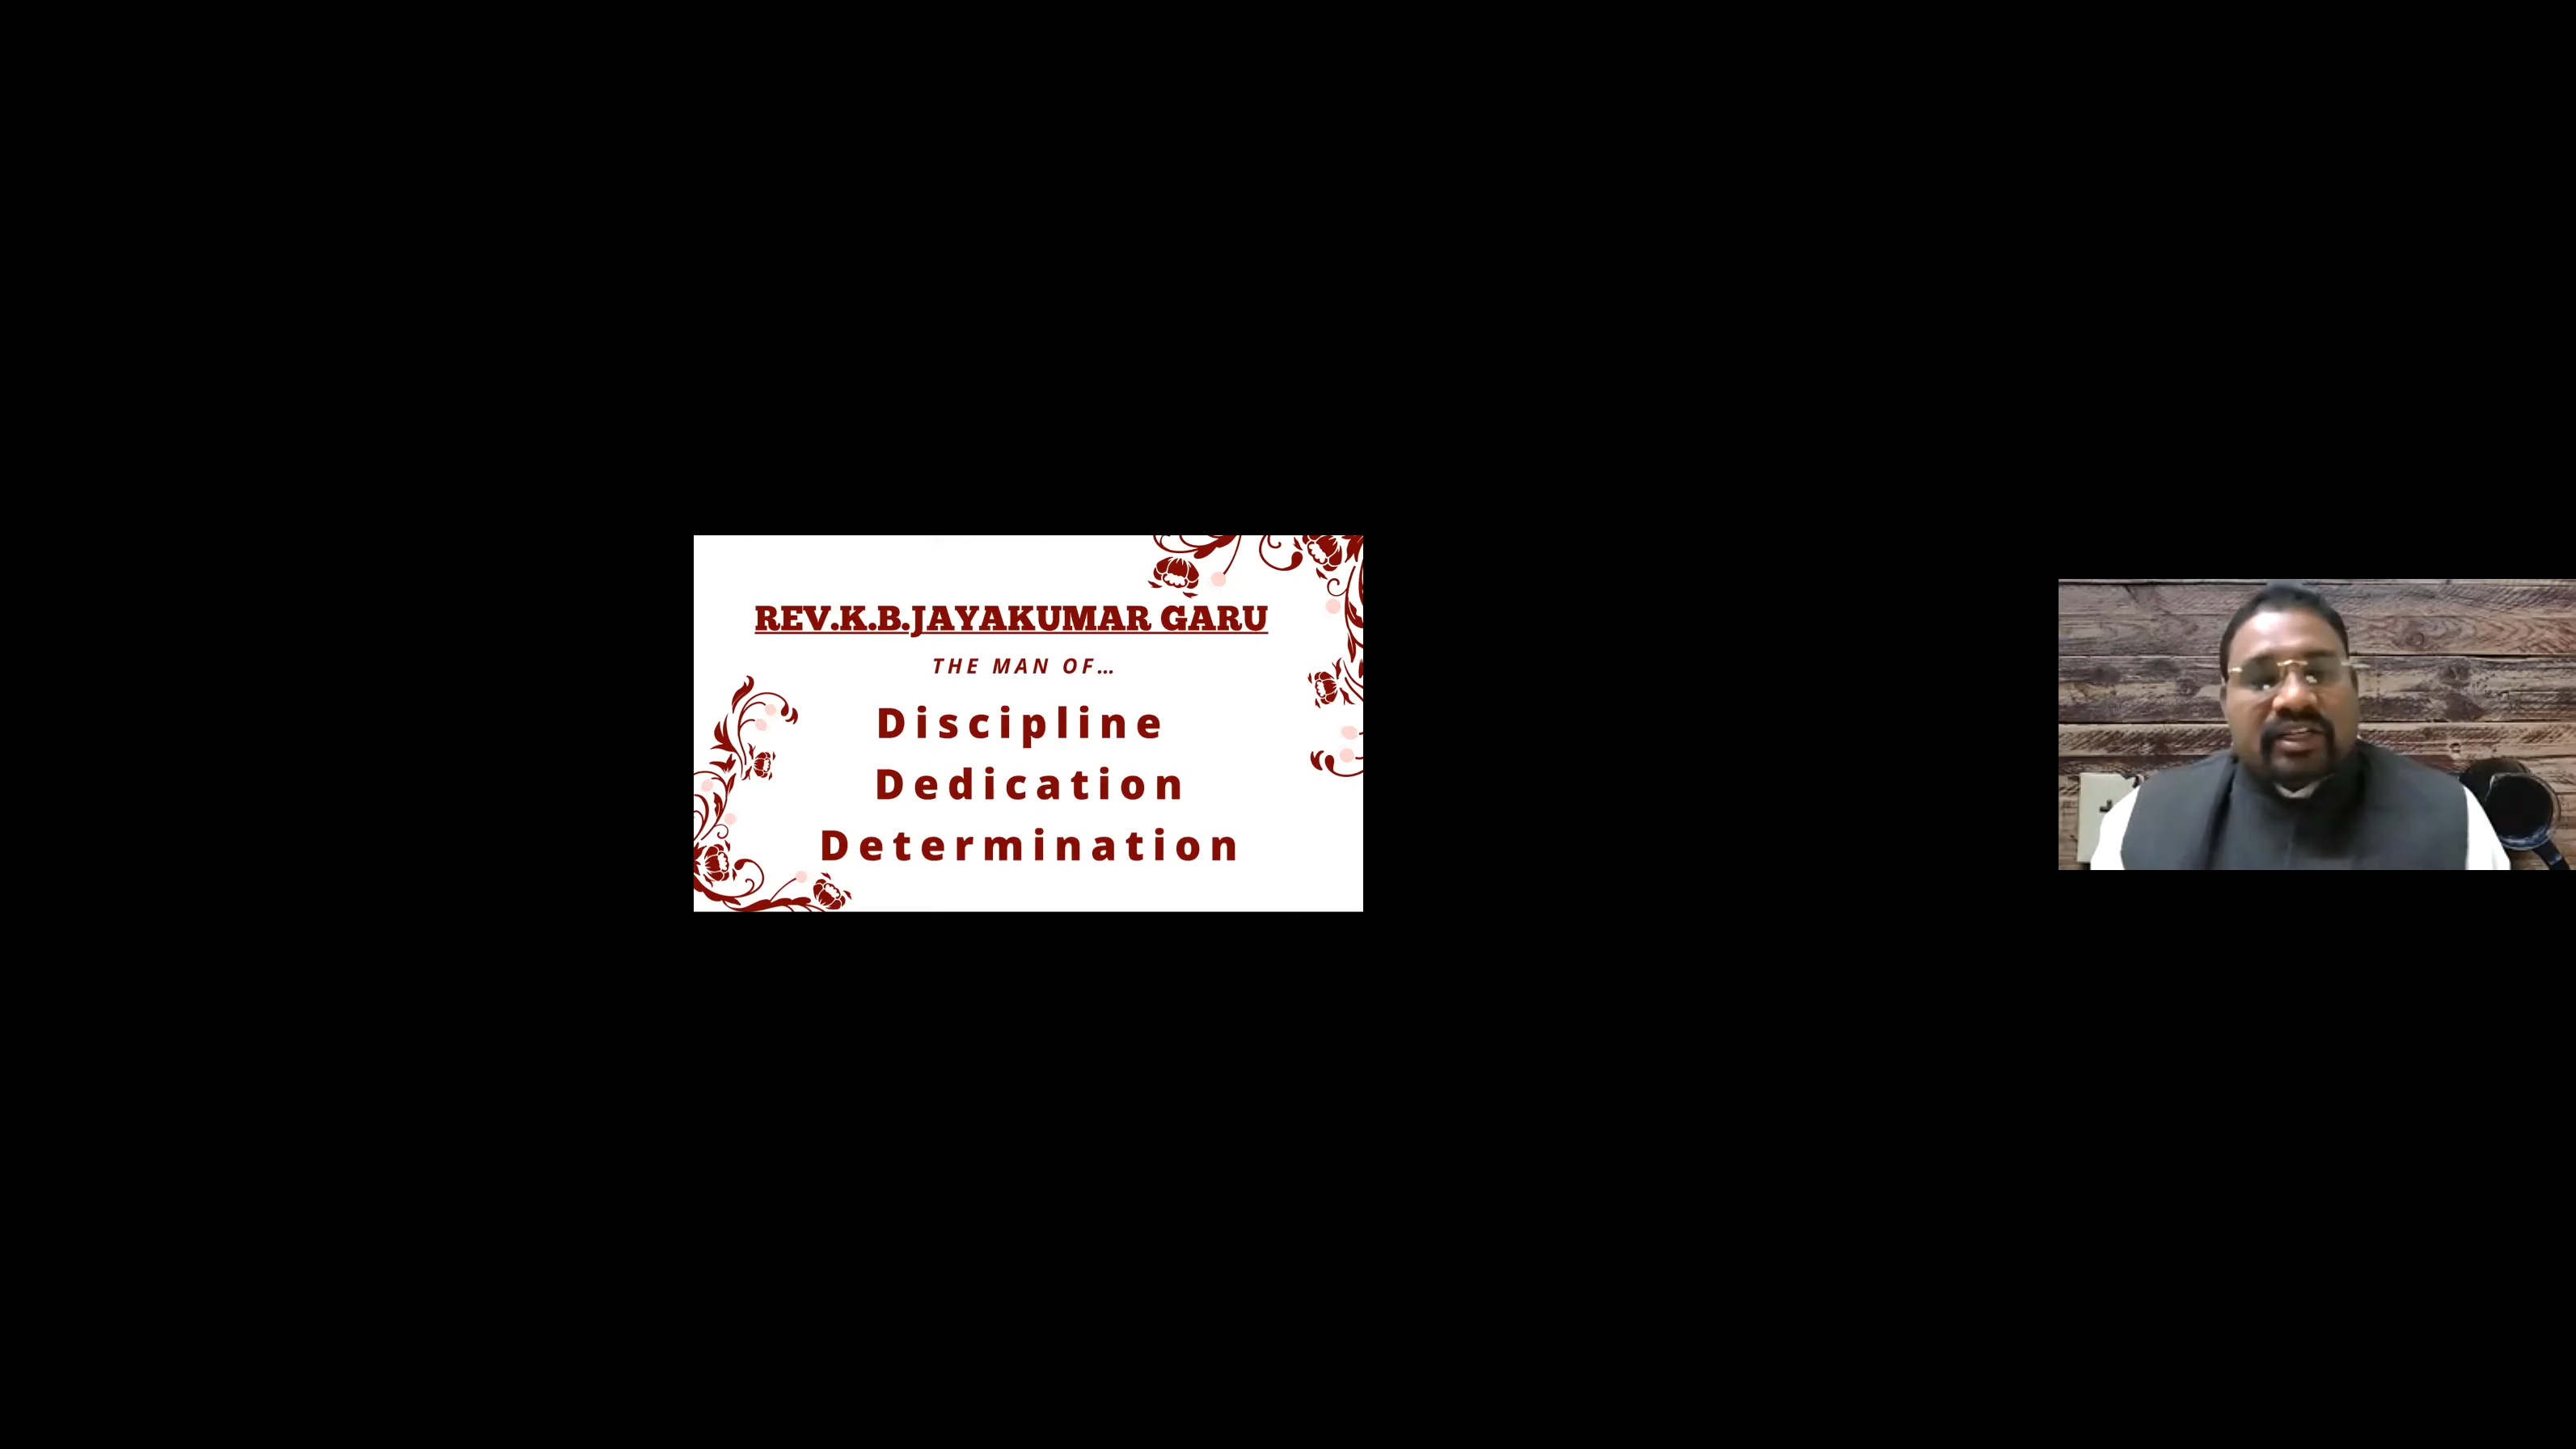 REV.K.B.JAYAKUMAR GARU
THE MAN OF...
Discipline
Dedication
Determination